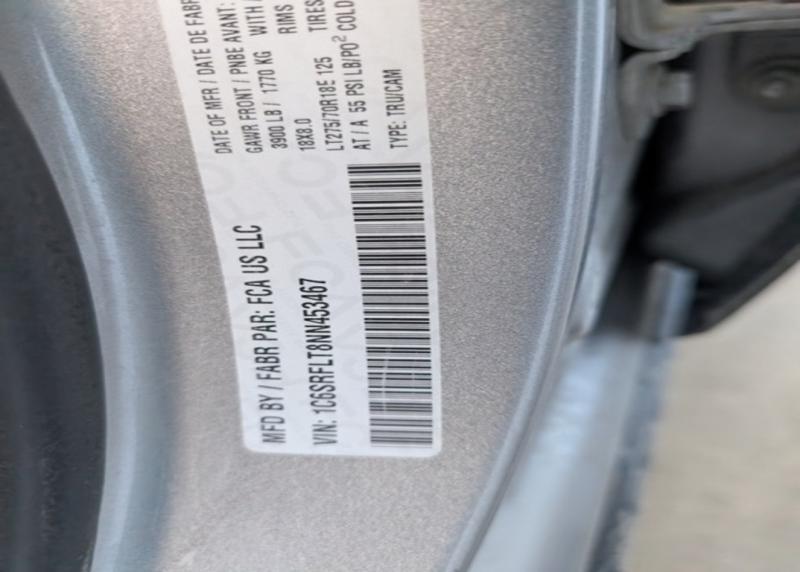 MFD BY / FABR PAR: FCA US LLC
DATE OF MFR / DATE DE FABR
GAWR FRONT / PNBE AVANT:
3900 LB / 1770 KG WITH
18X8.0 RIMS
LT275/70R18E 125 TIRES
AT / A 55 PSI LB/PO² COLD
VIN: 1C6SRFLT8NN453467
TYPE: TRU/CAM